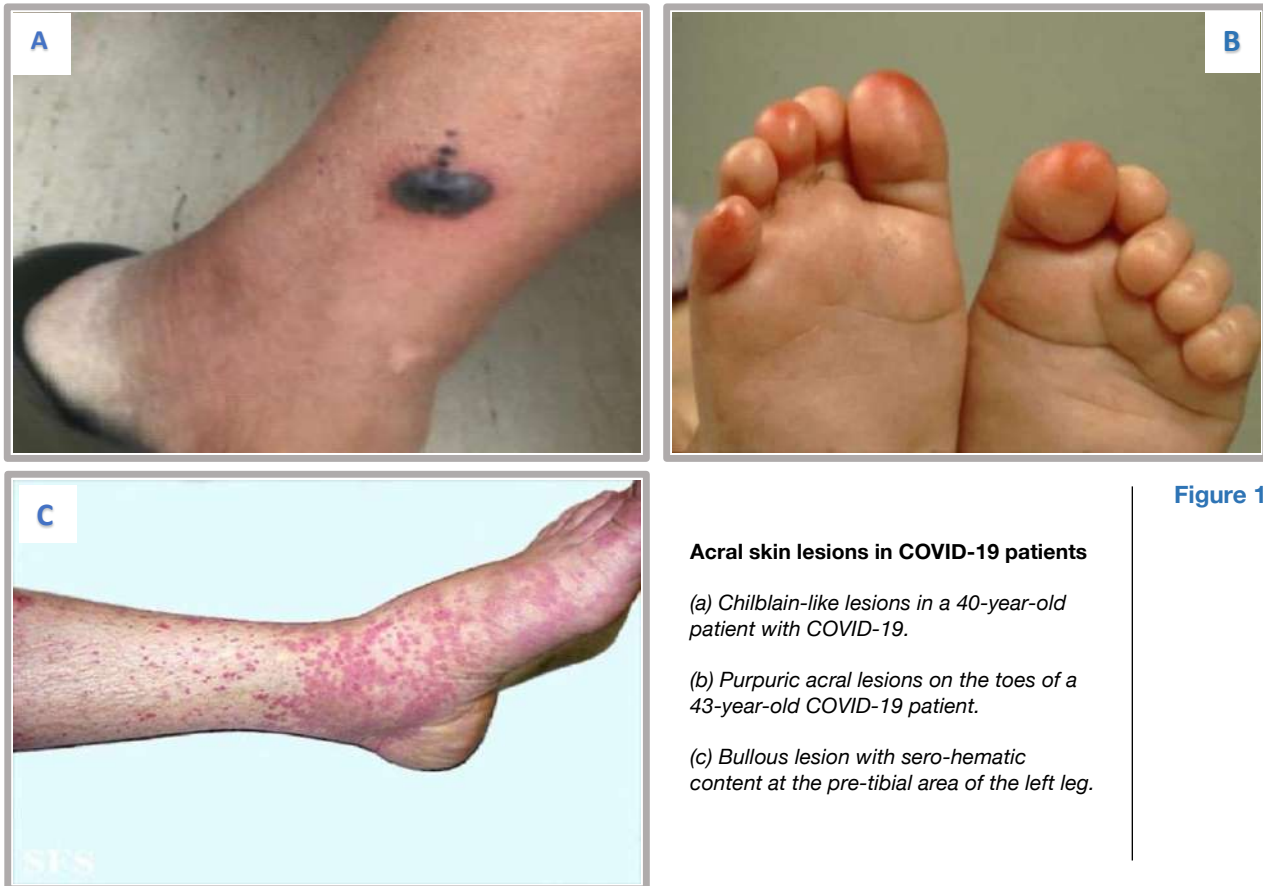 A
B
C
SFS
Figure 1
Acral skin lesions in COVID-19 patients
(a) Chilblain-like lesions in a 40-year-old
patient with COVID-19.
(b) Purpuric acral lesions on the toes of a
43-year-old COVID-19 patient.
(c) Bullous lesion with sero-hematic
content at the pre-tibial area of the left leg.